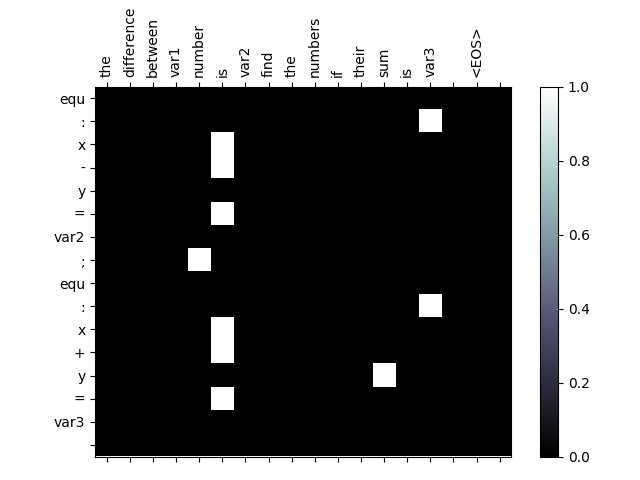 the difference between var1 number is var2 find the numbers if their sum is var3 <EOS>
equ
:
x
-
y
=
var2
;
equ
:
x
+
y
=
var3
1.0
0.8
0.6
0.4
0.2
0.0